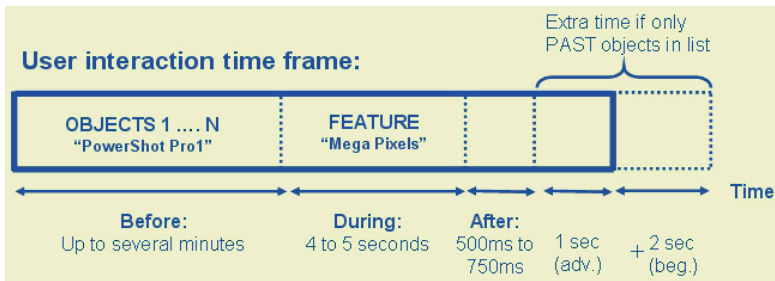 Extra time if only
PAST objects in list
User interaction time frame:
OBJECTS 1 .... N
"PowerShot Pro1"
FEATURE
"Mega Pixels"
Time
Before:
Up to several minutes
During:
4 to 5 seconds
After:
500ms to
750ms
1 sec
(adv.)
+ 2 sec
(beg.)